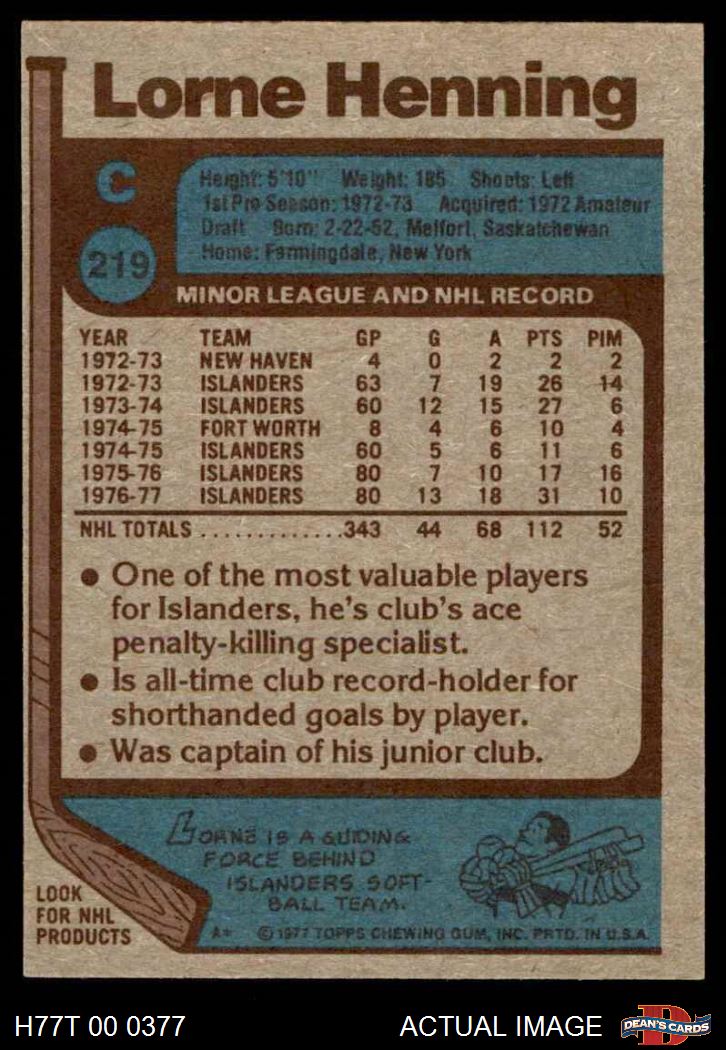 Lorne Henning
C
219
Height: 5'10" Weight: 185 Shoots: Left
1st Pro Season: 1972-73 Acquired: 1972 Amateur
Draft Born: 2-22-52, Melfort, Saskatchewan
Home: Farmingdale, New York
MINOR LEAGUE AND NHL RECORD
YEAR TEAM GP G A PTS PIM
1972-73 NEW HAVEN 4 0 2 2 2
1972-73 ISLANDERS 63 7 19 26 14
1973-74 ISLANDERS 60 12 15 27 6
1974-75 FORT WORTH 8 4 6 10 4
1974-75 ISLANDERS 60 5 6 11 6
1975-76 ISLANDERS 80 7 10 17 16
1976-77 ISLANDERS 80 13 18 31 10
NHL TOTALS .............343 44 68 112 52
● One of the most valuable players
for Islanders, he's club's ace
penalty-killing specialist.
● Is all-time club record-holder for
shorthanded goals by player.
● Was captain of his junior club.
LORNE IS A GUIDING
FORCE BEHIND
ISLANDERS SOFT-
BALL TEAM.
LOOK
FOR NHL
PRODUCTS
A* © 1977 TOPPS CHEWING GUM, INC. PRTD. IN U.S.A.
H77T 00 0377 ACTUAL IMAGE
D
DEAN'S CARDS